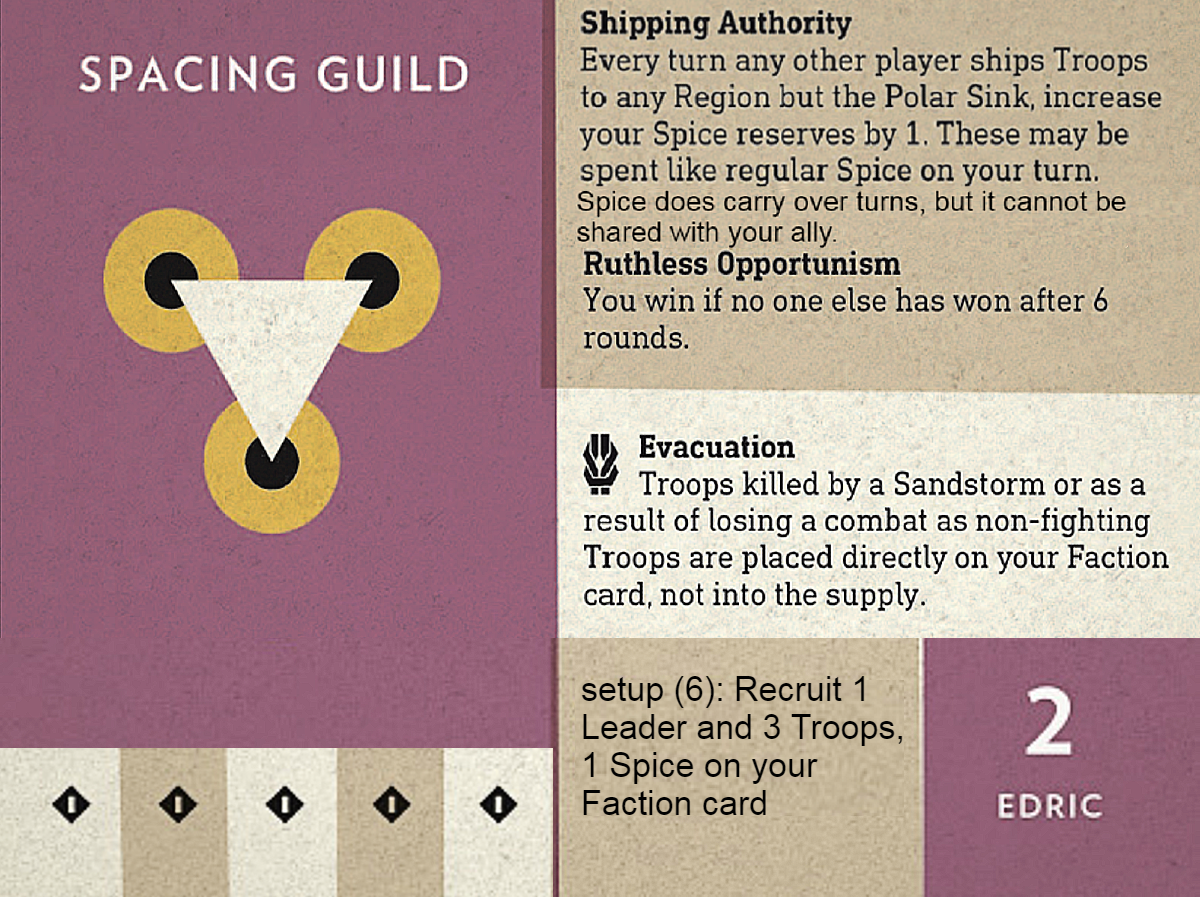 SPACING GUILD
Shipping Authority
Every turn any other player ships Troops
to any Region but the Polar Sink, increase
your Spice reserves by 1. These may be
spent like regular Spice on your turn.
Spice does carry over turns, but it cannot be
shared with your ally.
Ruthless Opportunism
You win if no one else has won after 6
rounds.
Evacuation
Troops killed by a Sandstorm or as a
result of losing a combat as non-fighting
Troops are placed directly on your Faction
card, not into the supply.
setup (6): Recruit 1
Leader and 3 Troops,
1 Spice on your
Faction card
2
EDRIC